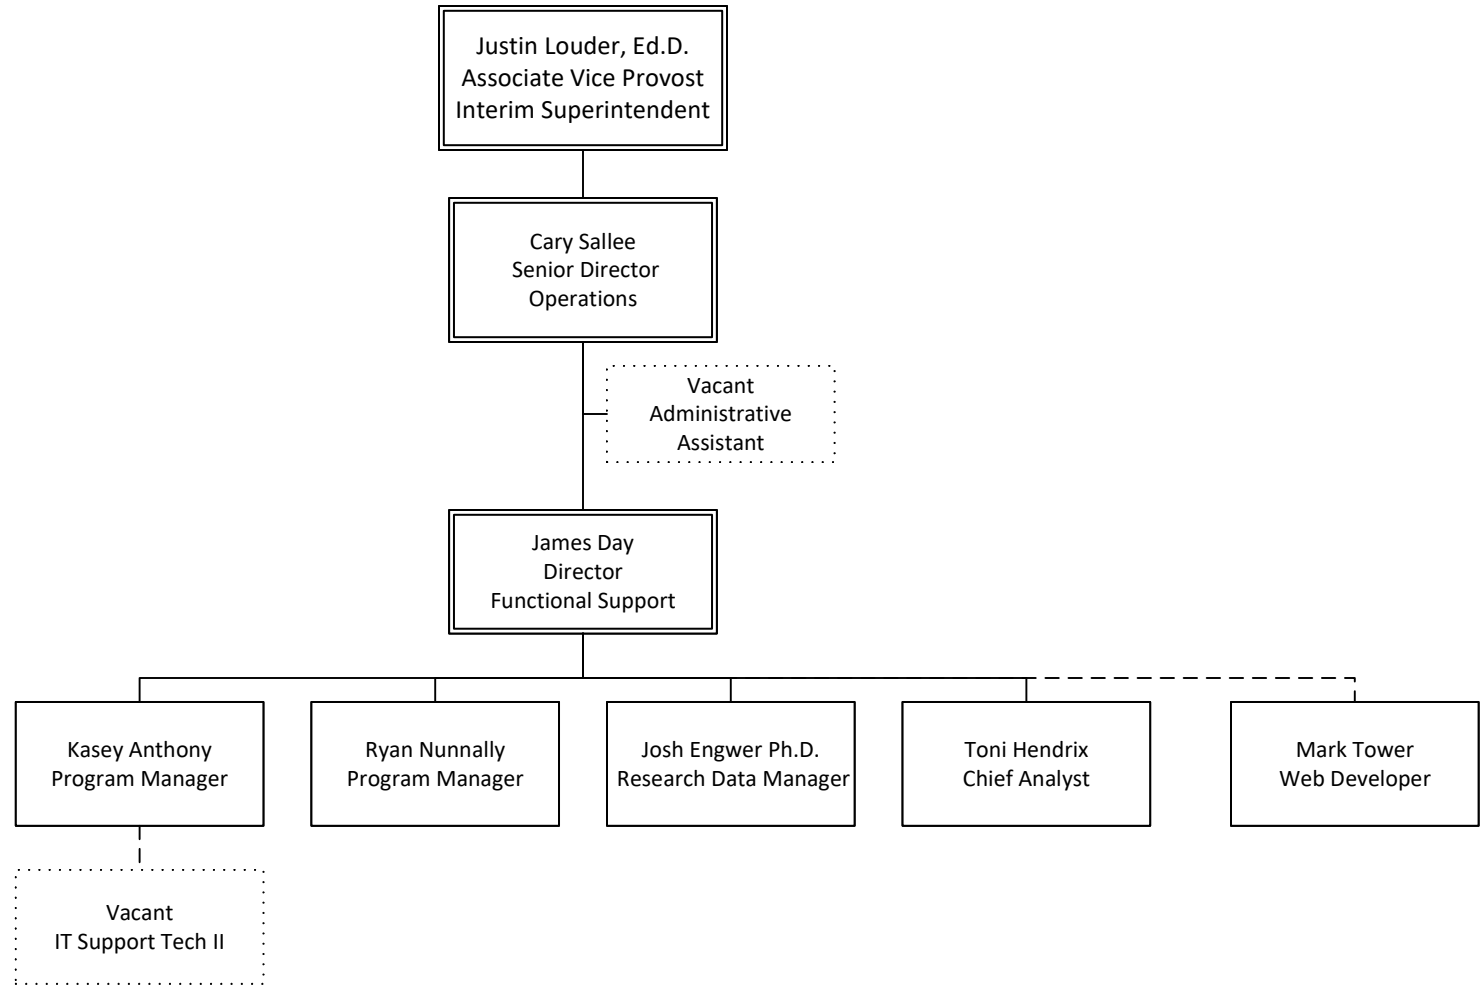 Justin Louder, Ed.D.
Associate Vice Provost
Interim Superintendent
Cary Sallee
Senior Director
Operations
Vacant
Administrative
Assistant
James Day
Director
Functional Support
Kasey Anthony
Program Manager
Ryan Nunnally
Program Manager
Josh Engwer Ph.D.
Research Data Manager
Toni Hendrix
Chief Analyst
Mark Tower
Web Developer
Vacant
IT Support Tech II